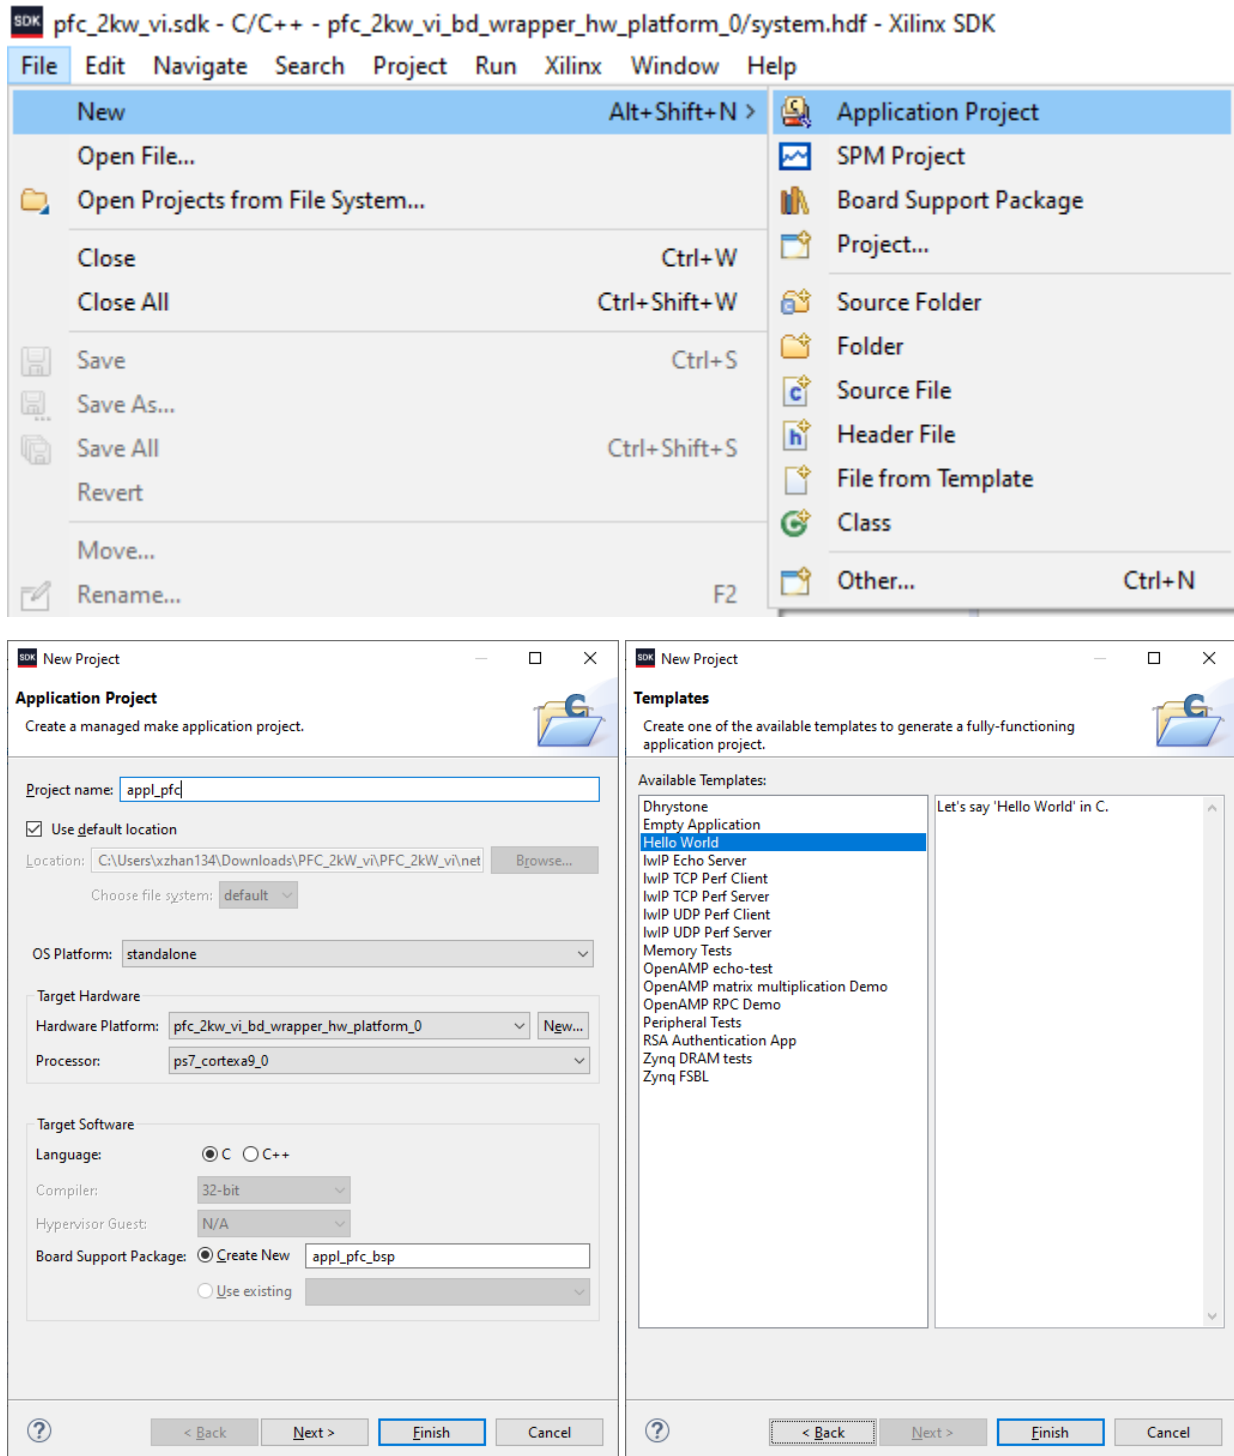 SDK pfc_2kw_vi.sdk - C/C++ - pfc_2kw_vi_bd_wrapper_hw_platform_0/system.hdf - Xilinx SDK
File Edit Navigate Search Project Run Xilinx Window Help
New Alt+Shift+N >
Open File...
Open Projects from File System...
Close Ctrl+W
Close All Ctrl+Shift+W
Save Ctrl+S
Save As...
Save All Ctrl+Shift+S
Revert
Move...
Rename... F2
Application Project
SPM Project
Board Support Package
Project...
Source Folder
Folder
Source File
Header File
File from Template
Class
Other... Ctrl+N
SDK New Project
Application Project
Create a managed make application project.
Project name: appl_pfc
Use default location
Location: C:\Users\xzhan134\Downloads\PFC_2kW_vi\PFC_2kW_vi\net Browse...
Choose file system: default
OS Platform: standalone
Target Hardware
Hardware Platform: pfc_2kw_vi_bd_wrapper_hw_platform_0 New...
Processor: ps7_cortexa9_0
Target Software
Language: C C++
Compiler: 32-bit
Hypervisor Guest: N/A
Board Support Package: Create New appl_pfc_bsp
Use existing
? < Back Next > Finish Cancel
SDK New Project
Templates
Create one of the available templates to generate a fully-functioning
application project.
Available Templates:
Dhrystone
Empty Application
Hello World
lwIP Echo Server
lwIP TCP Perf Client
lwIP TCP Perf Server
lwIP UDP Perf Client
lwIP UDP Perf Server
Memory Tests
OpenAMP echo-test
OpenAMP matrix multiplication Demo
OpenAMP RPC Demo
Peripheral Tests
RSA Authentication App
Zynq DRAM tests
Zynq FSBL
Let's say 'Hello World' in C.
? < Back Next > Finish Cancel